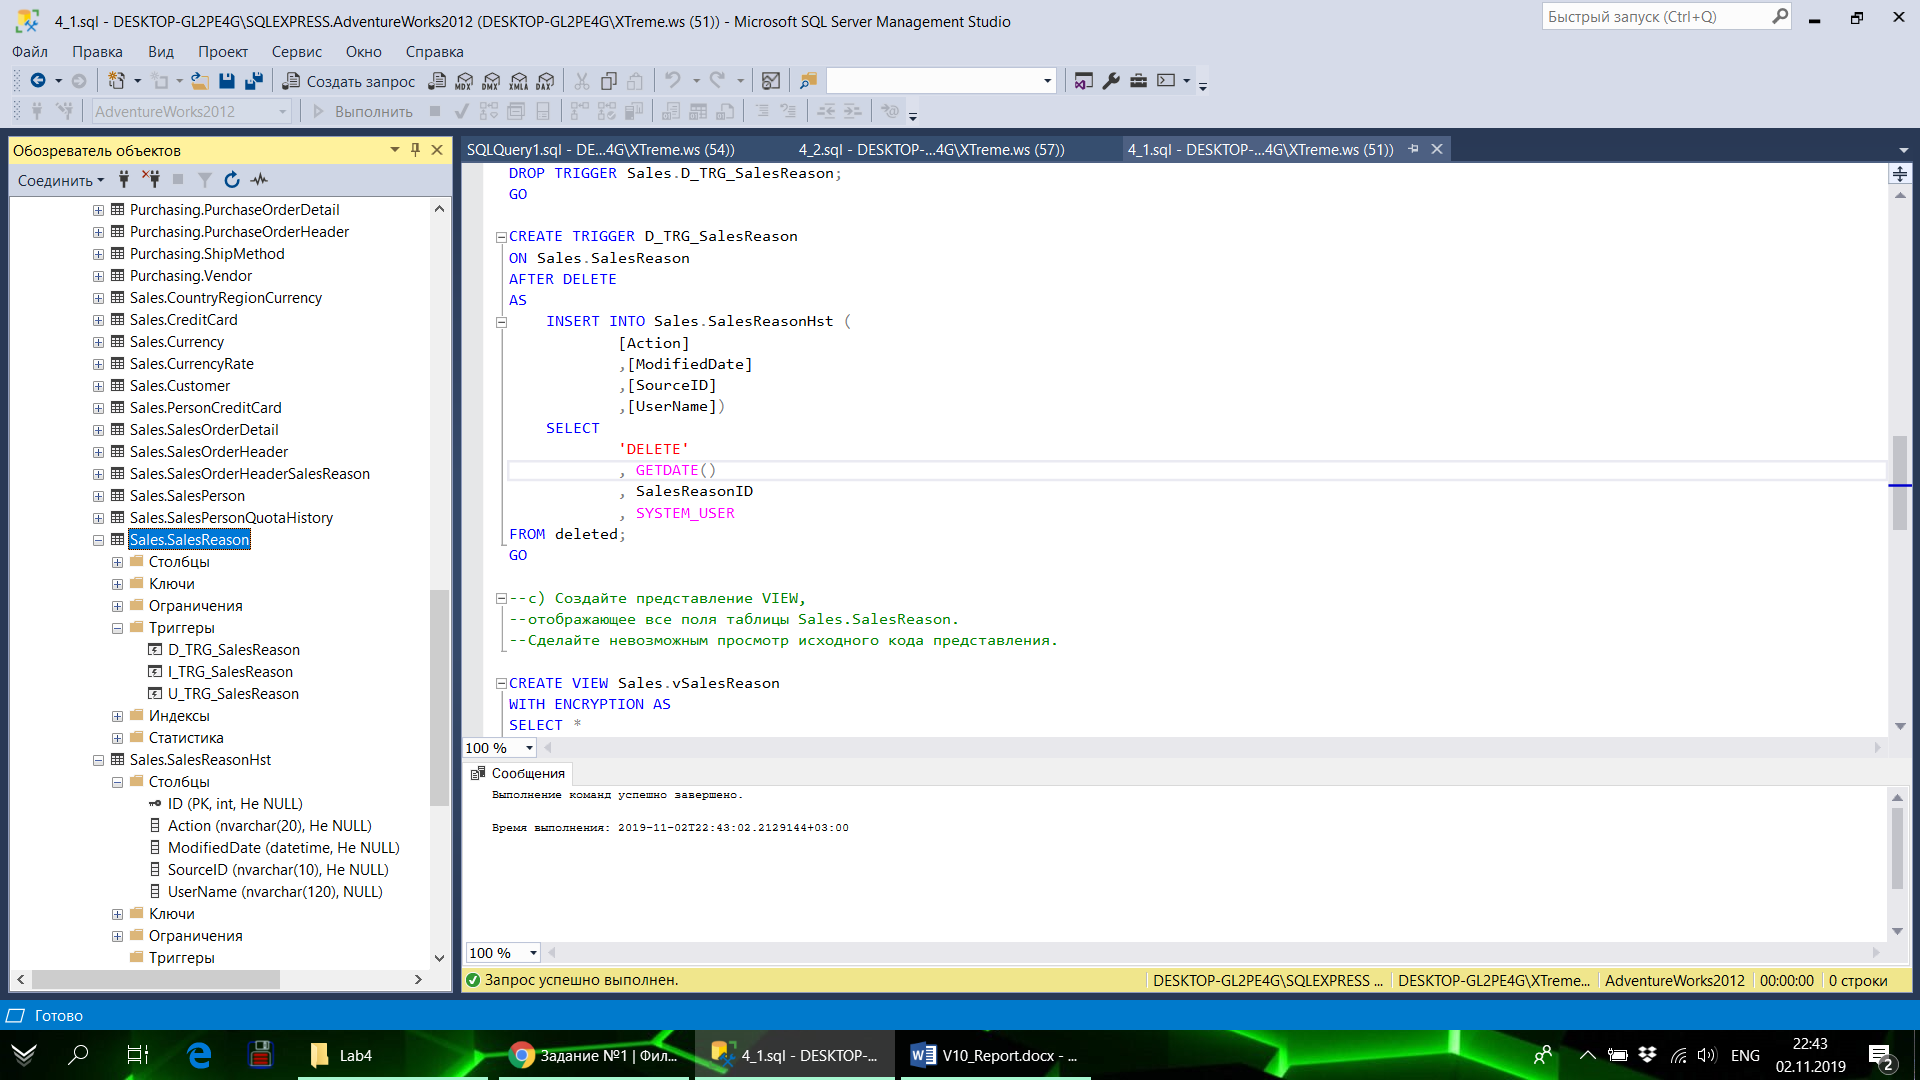 4_1.sql - DESKTOP-GL2PE4G\SQLEXPRESS.AdventureWorks2012 (DESKTOP-GL2PE4G\XTreme.ws (51)) - Microsoft SQL Server Management Studio
Быстрый запуск (Ctrl+Q)
Файл Правка Вид Проект Сервис Окно Справка
Создать запрос MDX DMX XMLA DAX
AdventureWorks2012 Выполнить
Обозреватель объектов
Соединить
Purchasing.PurchaseOrderDetail
Purchasing.PurchaseOrderHeader
Purchasing.ShipMethod
Purchasing.Vendor
Sales.CountryRegionCurrency
Sales.CreditCard
Sales.Currency
Sales.CurrencyRate
Sales.Customer
Sales.PersonCreditCard
Sales.SalesOrderDetail
Sales.SalesOrderHeader
Sales.SalesOrderHeaderSalesReason
Sales.SalesPerson
Sales.SalesPersonQuotaHistory
Sales.SalesReason
Столбцы
Ключи
Ограничения
Триггеры
D_TRG_SalesReason
I_TRG_SalesReason
U_TRG_SalesReason
Индексы
Статистика
Sales.SalesReasonHst
Столбцы
ID (PK, int, Не NULL)
Action (nvarchar(20), Не NULL)
ModifiedDate (datetime, Не NULL)
SourceID (nvarchar(10), Не NULL)
UserName (nvarchar(120), NULL)
Ключи
Ограничения
Триггеры
SQLQuery1.sql - DE...4G\XTreme.ws (54)) 4_2.sql - DESKTOP-...4G\XTreme.ws (57)) 4_1.sql - DESKTOP-...4G\XTreme.ws (51))
DROP TRIGGER Sales.D_TRG_SalesReason;
GO
CREATE TRIGGER D_TRG_SalesReason
ON Sales.SalesReason
AFTER DELETE
AS
INSERT INTO Sales.SalesReasonHst (
[Action]
,[ModifiedDate]
,[SourceID]
,[UserName])
SELECT
'DELETE'
, GETDATE()
, SalesReasonID
, SYSTEM_USER
FROM deleted;
GO
--c) Создайте представление VIEW,
--отображающее все поля таблицы Sales.SalesReason.
--Сделайте невозможным просмотр исходного кода представления.
CREATE VIEW Sales.vSalesReason
WITH ENCRYPTION AS
SELECT *
100 %
Сообщения
Выполнение команд успешно завершено.
Время выполнения: 2019-11-02T22:43:02.2129144+03:00
100 %
Запрос успешно выполнен. DESKTOP-GL2PE4G\SQLEXPRESS ... DESKTOP-GL2PE4G\XTreme... AdventureWorks2012 00:00:00 0 строки
Готово
Lab4 Задание №1 | Фил... 4_1.sql - DESKTOP-... V10_Report.docx - ... ENG 22:43
02.11.2019 2